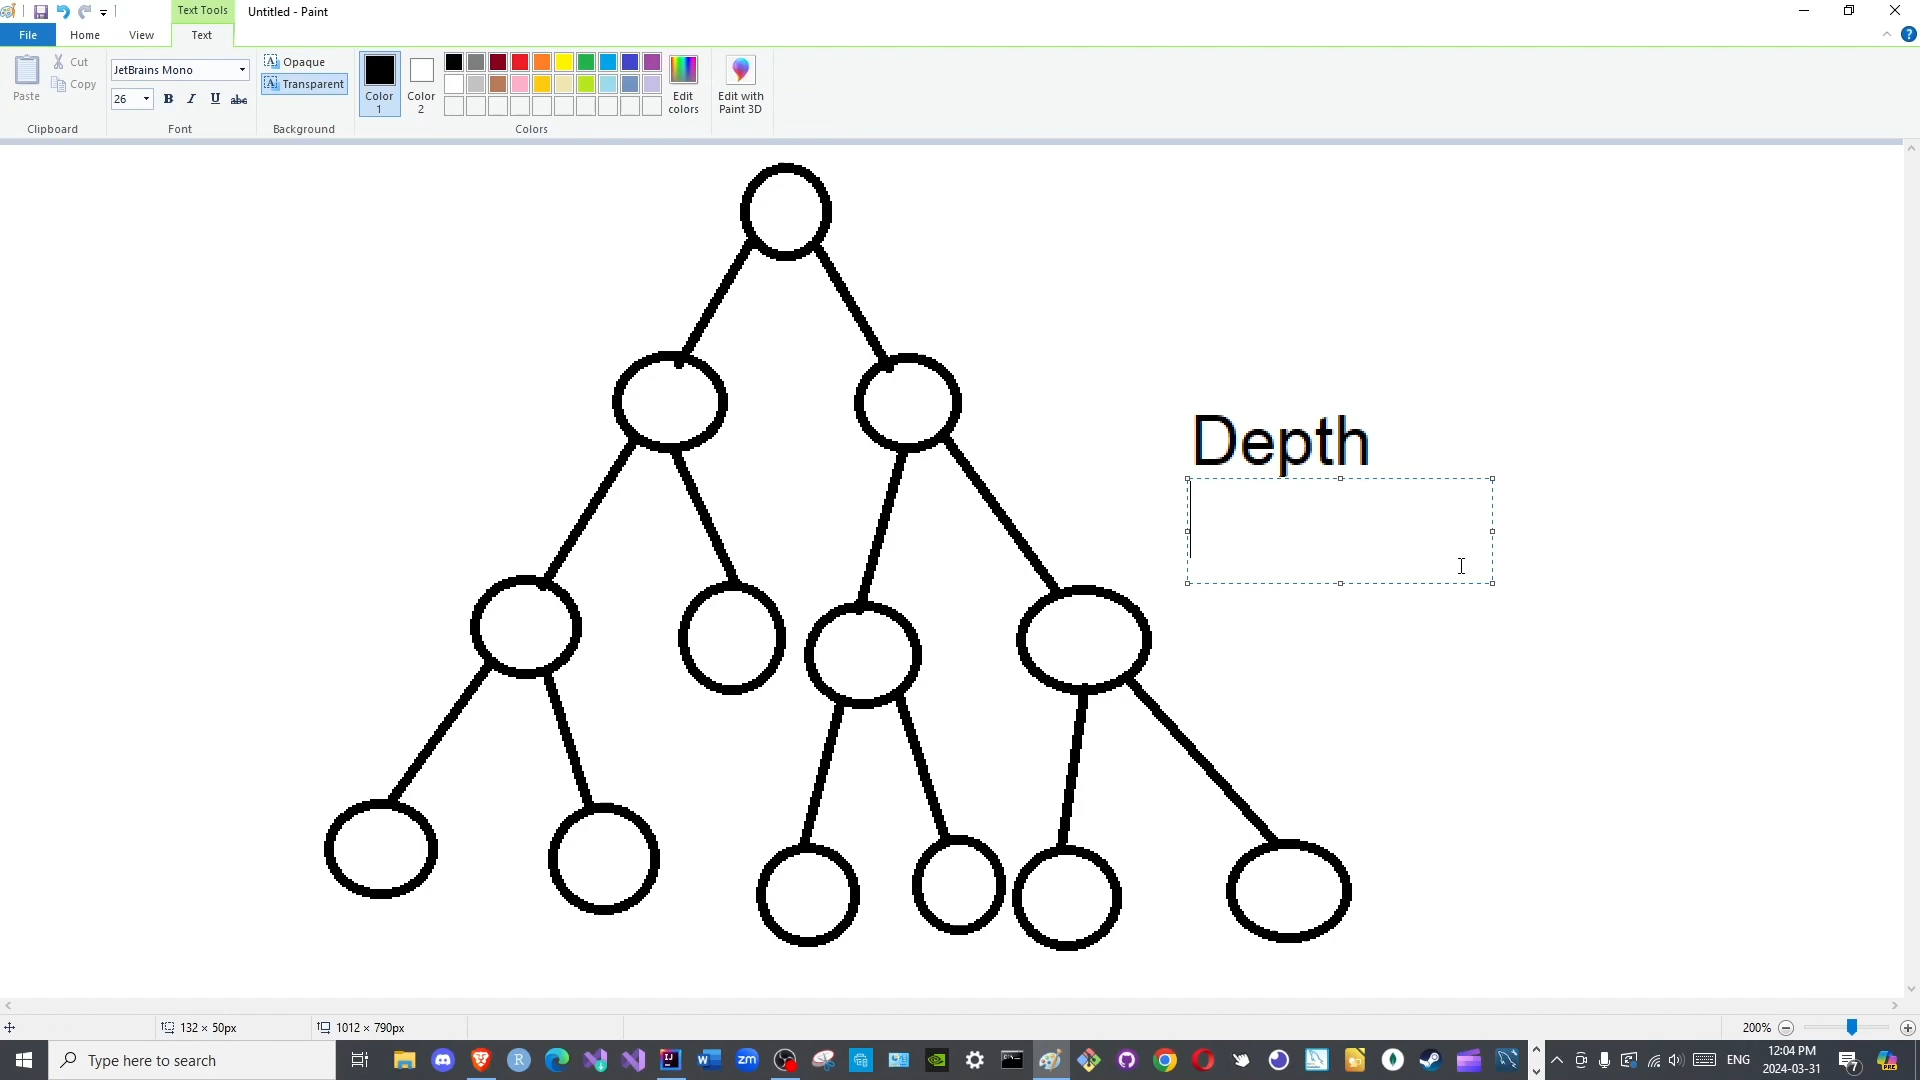 Text Tools
Untitled - Paint
File
Home
View
Text
Paste
Cut
Copy
Clipboard
JetBrains Mono
26
B
I
U
abc
Font
Opaque
Transparent
Background
Color
1
Color
2
Edit
colors
Colors
Edit with
Paint 3D
Depth
132 × 50px
1012 × 790px
200%
Type here to search
ENG
12:04 PM
2024-03-31
7